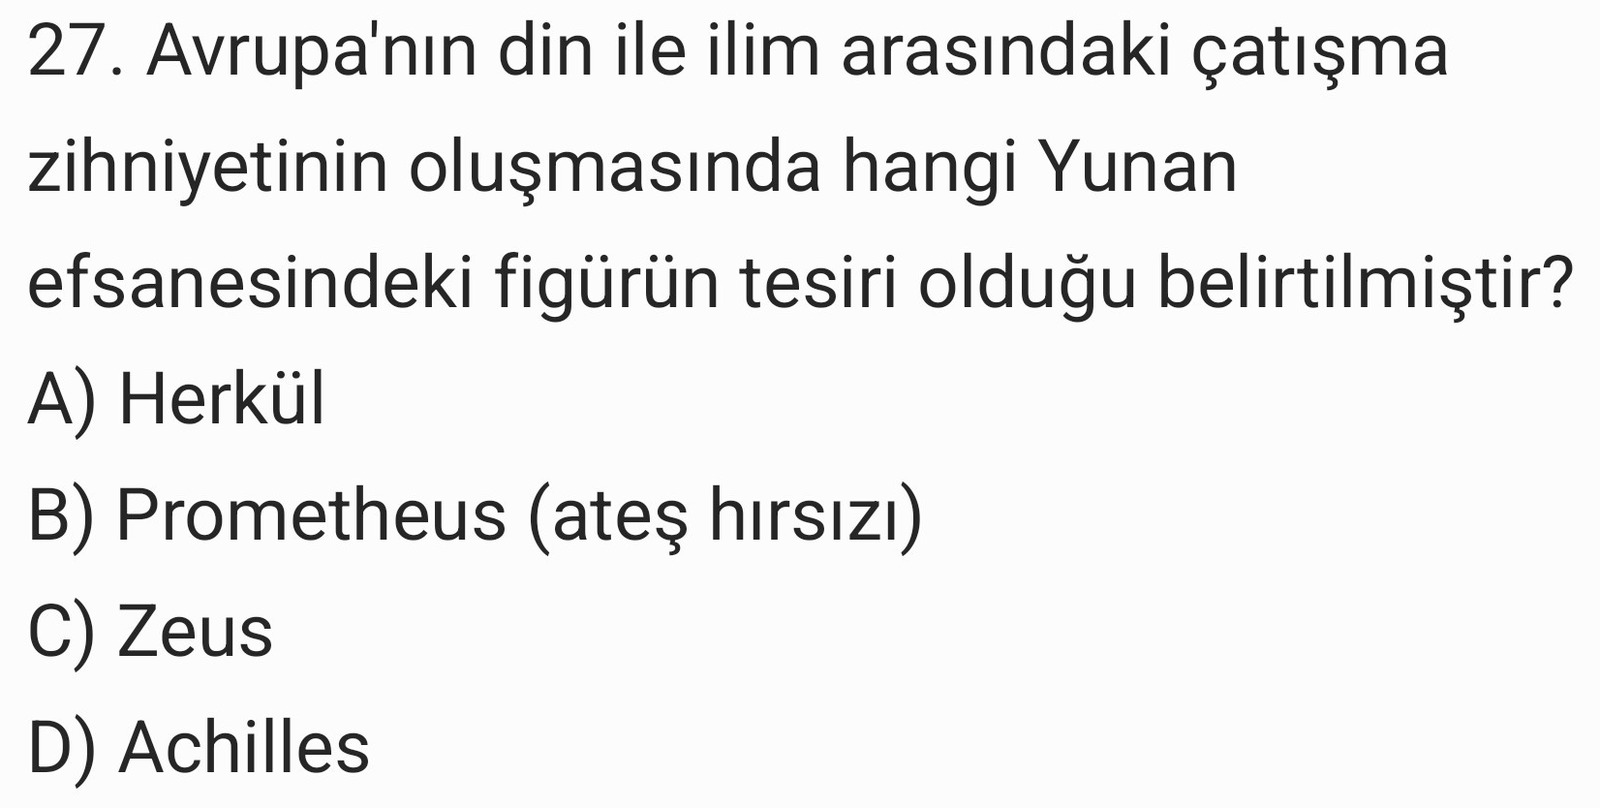 27. Avrupa'nın din ile ilim arasındaki çatışma
zihniyetinin oluşmasında hangi Yunan
efsanesindeki figürün tesiri olduğu belirtilmiştir?
A) Herkül
B) Prometheus (ateş hırsızı)
C) Zeus
D) Achilles